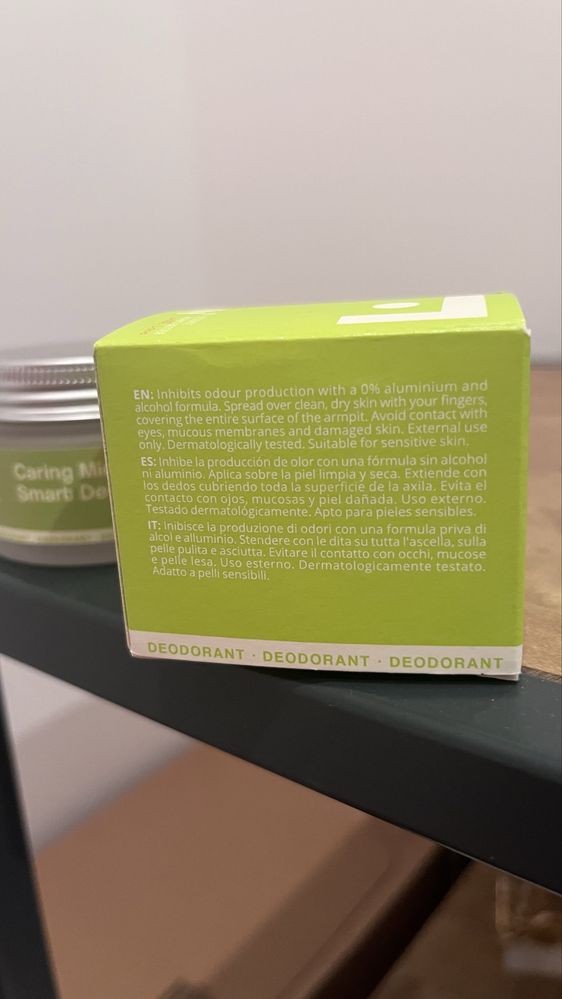 EN: Inhibits odour production with a 0% aluminium and
alcohol formula. Spread over clean, dry skin with your fingers,
covering the entire surface of the armpit. Avoid contact with
eyes, mucous membranes and damaged skin. External use
only. Dermatologically tested. Suitable for sensitive skin.
ES: Inhibe la producción de olor con una fórmula sin alcohol
ni aluminio. Aplica sobre la piel limpia y seca. Extiende con
los dedos cubriendo toda la superficie de la axila. Evita el
contacto con ojos, mucosas y piel dañada. Uso externo.
Testado dermatológicamente. Apto para pieles sensibles.
IT: Inibisce la produzione di odori con una formula priva di
alcol e alluminio. Stendere con le dita su tutta l'ascella, sulla
pelle pulita e asciutta. Evitare il contatto con occhi, mucose
e pelle lesa. Uso esterno. Dermatologicamente testato.
Adatto a pelli sensibili.
DEODORANT · DEODORANT · DEODORANT
Caring Mi
Smart De
DEODORANT